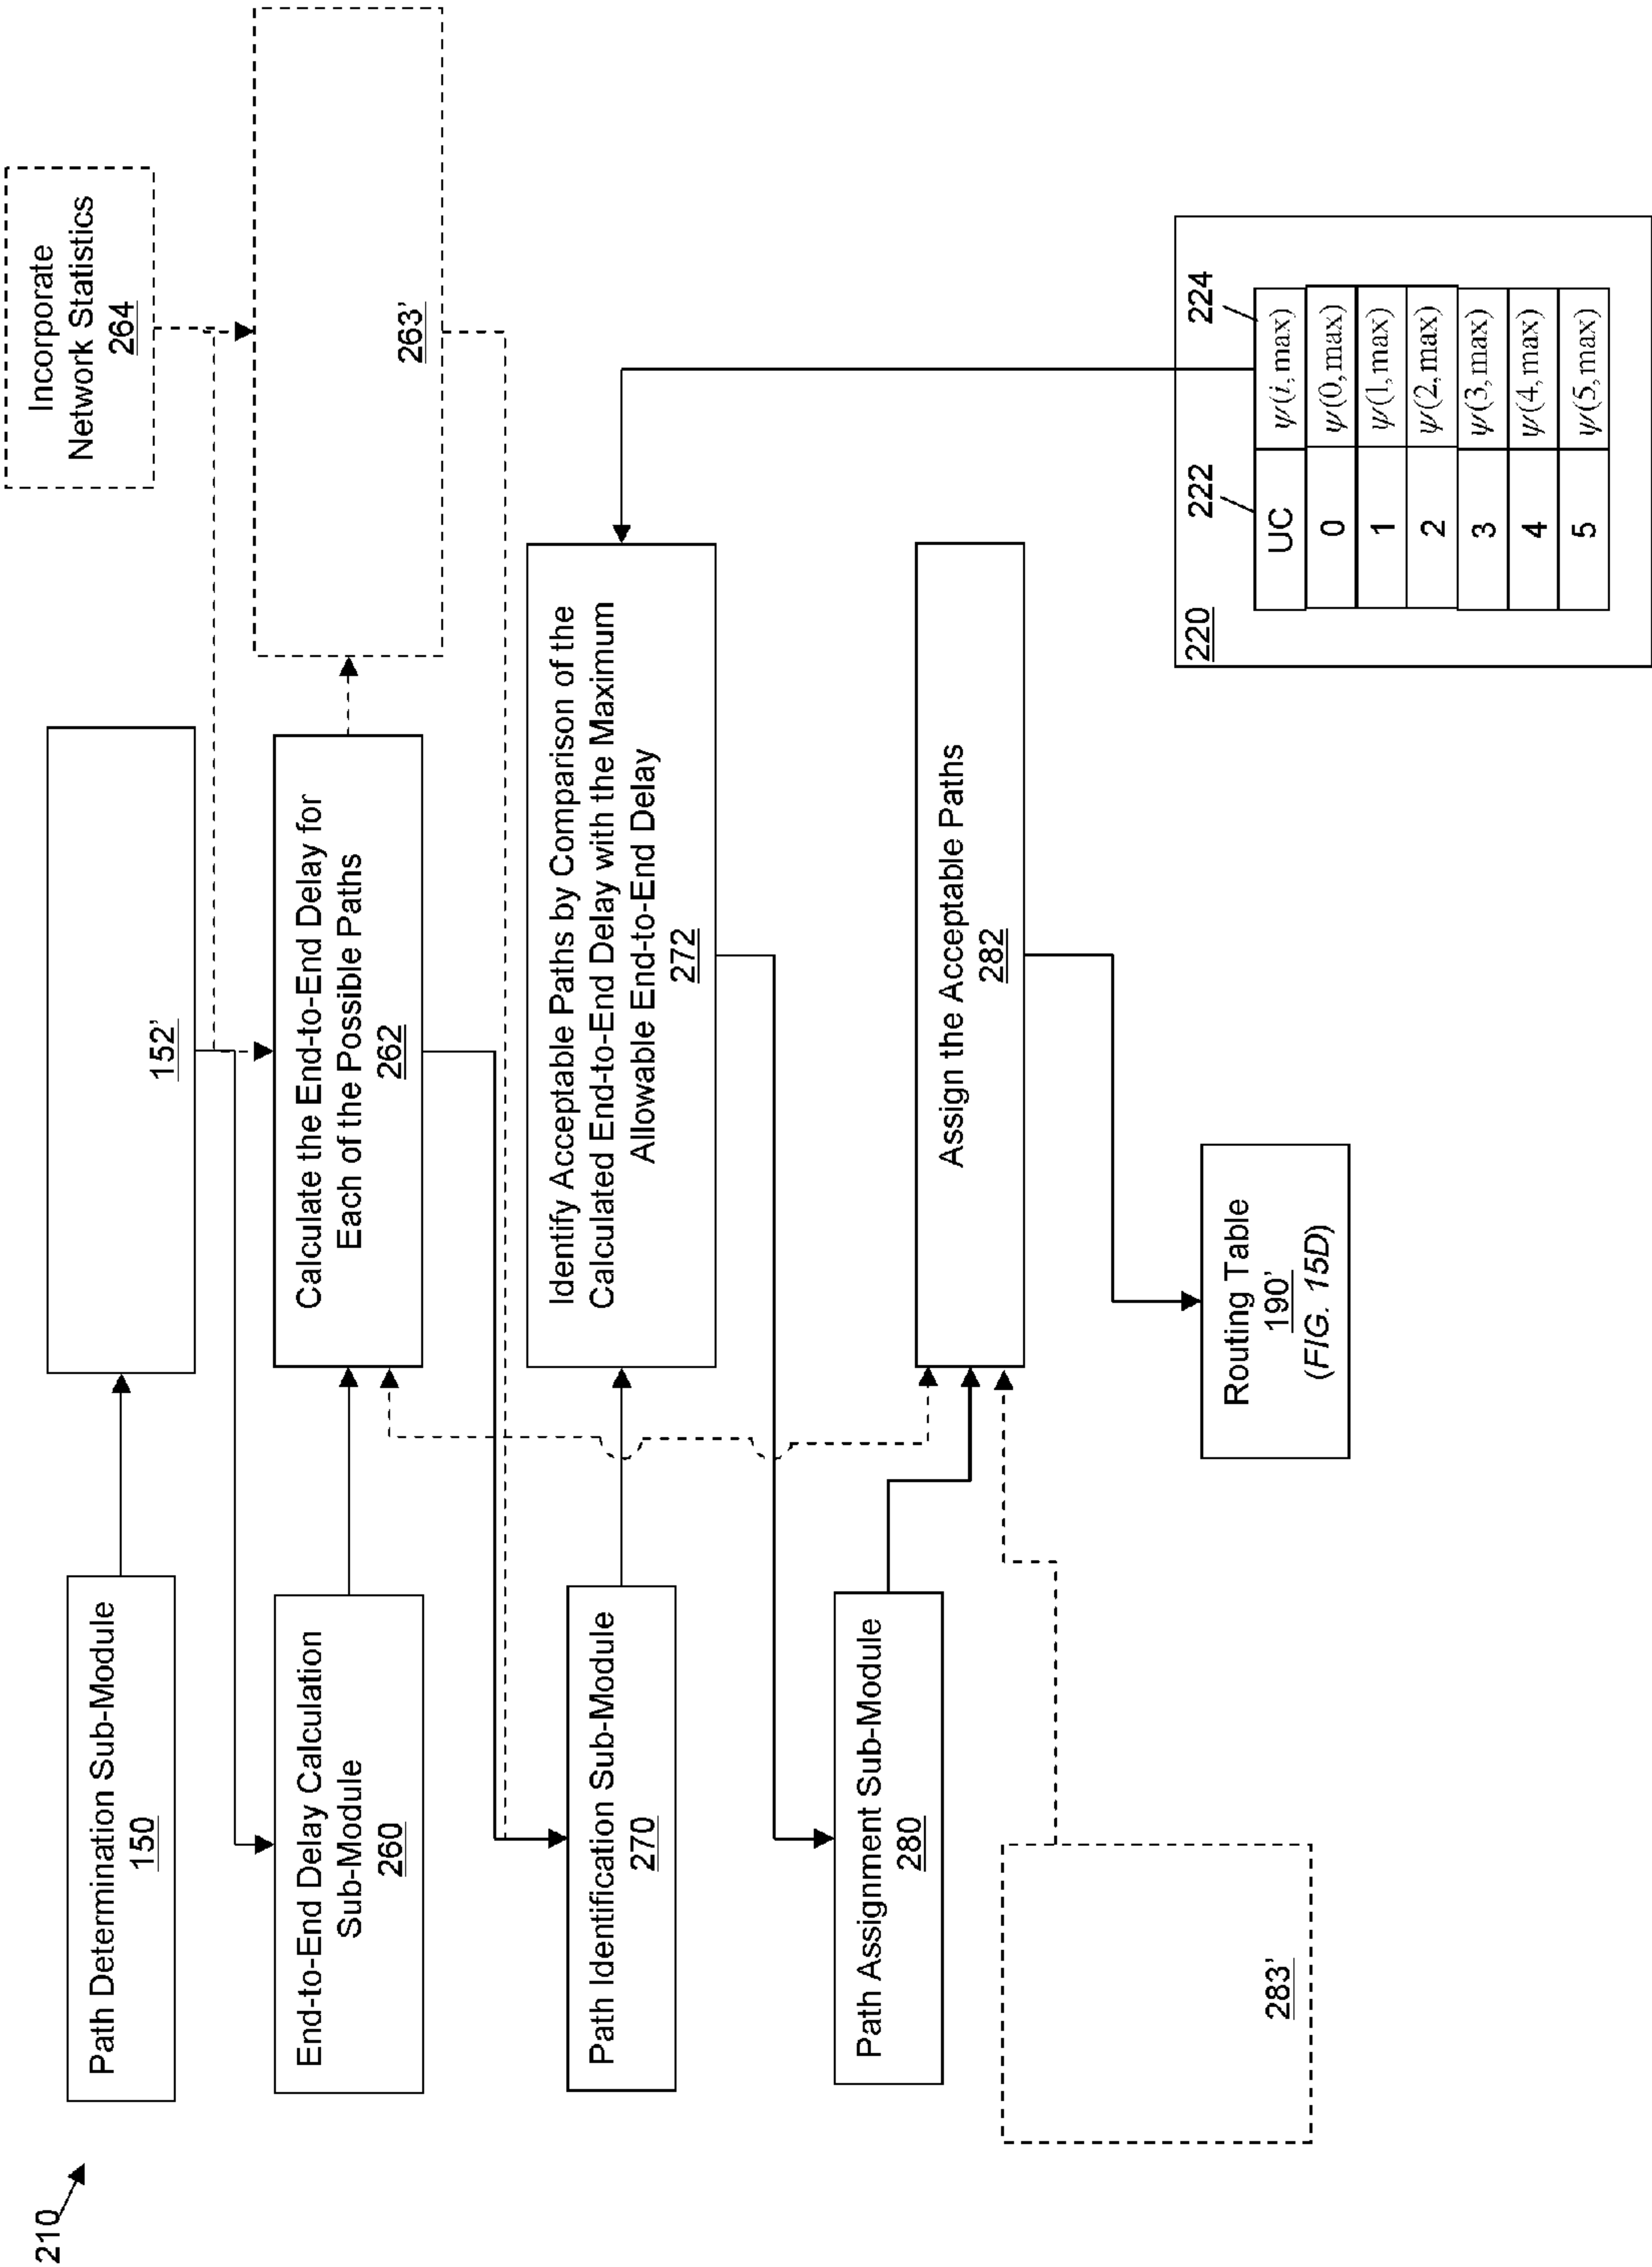 210
Path Determination Sub-Module
150
152'
Incorporate
Network Statistics
264
End-to-End Delay Calculation
Sub-Module
260
Calculate the End-to-End Delay for
Each of the Possible Paths
262
263'
Path Identification Sub-Module
270
Identify Acceptable Paths by Comparison of the
Calculated End-to-End Delay with the Maximum
Allowable End-to-End Delay
272
Path Assignment Sub-Module
280
Assign the Acceptable Paths
282
283'
Routing Table
190'
(FIG. 15D)
220
222
224
UC ψ(i,max)
0 ψ(0,max)
1 ψ(1,max)
2 ψ(2,max)
3 ψ(3,max)
4 ψ(4,max)
5 ψ(5,max)